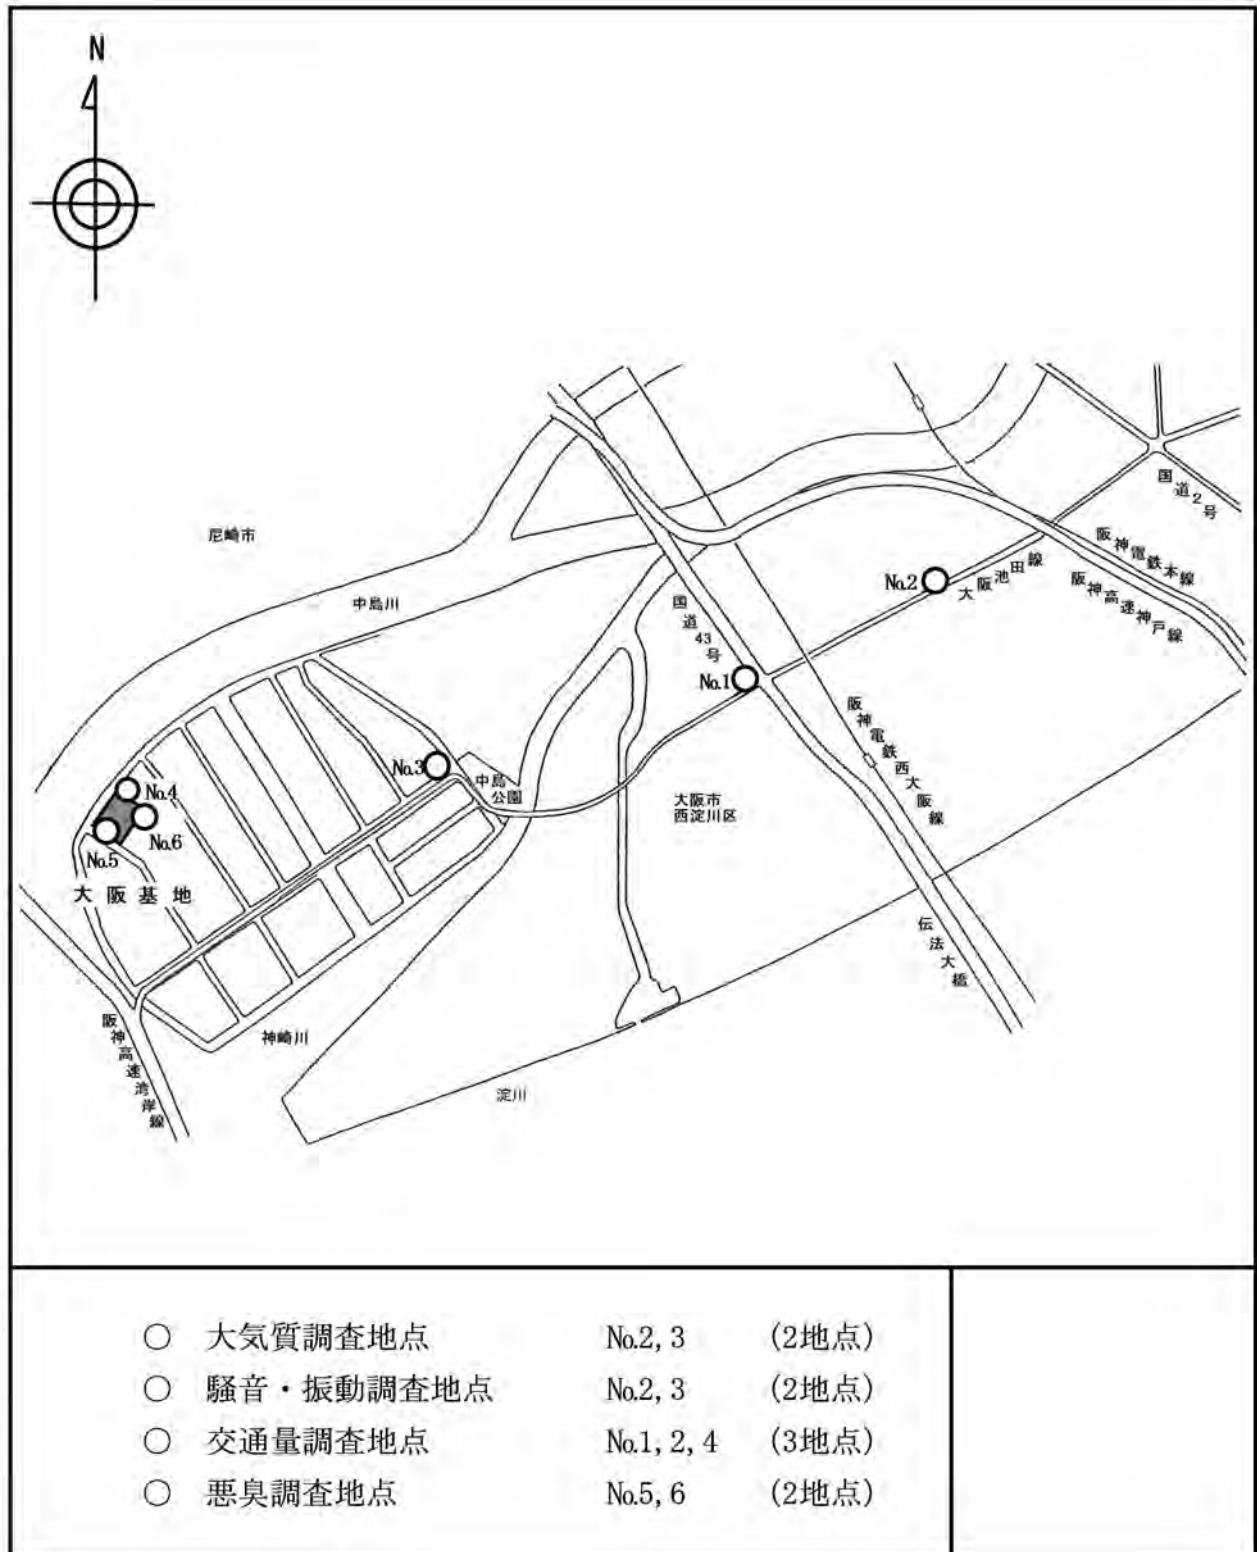 N
尼崎市
中島川
国道2号
阪神電鉄本線
阪神高速神戸線
大阪池田線
No.2
国道43号
No.1
阪神電鉄西大阪線
No.3
中島
公園
大阪市
西淀川区
No.4
No.6
No.5
大阪基地
伝法大橋
神崎川
阪神高速湾岸線
淀川
○ 大気質調査地点 No.2, 3 (2地点)
○ 騒音・振動調査地点 No.2, 3 (2地点)
○ 交通量調査地点 No.1, 2, 4 (3地点)
○ 悪臭調査地点 No.5, 6 (2地点)